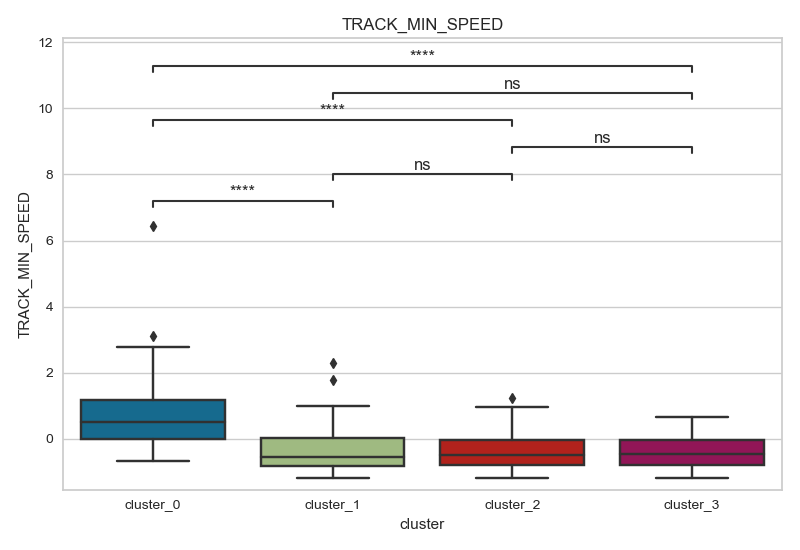 TRACK_MIN_SPEED
12
10
8
6
4
2
0
TRACK_MIN_SPEED
****
ns
****
ns
ns
****
cluster_0 cluster_1 cluster_2 cluster_3
cluster